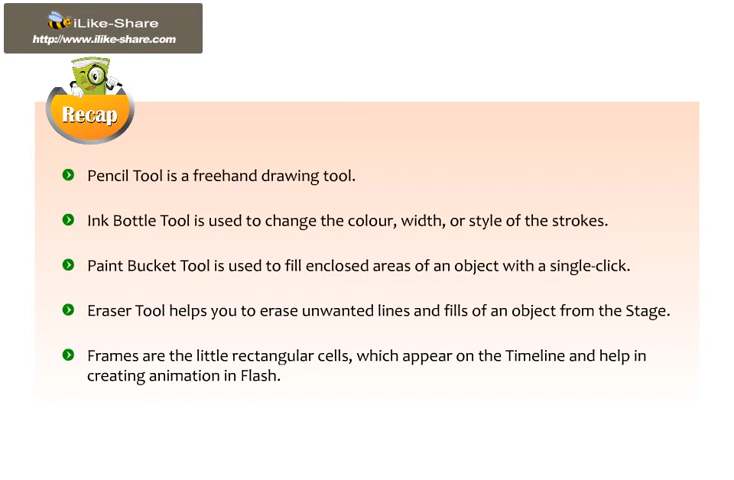 iLike-Share
http://www.ilike-share.com
Recap
Pencil Tool is a freehand drawing tool.
Ink Bottle Tool is used to change the colour, width, or style of the strokes.
Paint Bucket Tool is used to fill enclosed areas of an object with a single-click.
Eraser Tool helps you to erase unwanted lines and fills of an object from the Stage.
Frames are the little rectangular cells, which appear on the Timeline and help in
creating animation in Flash.